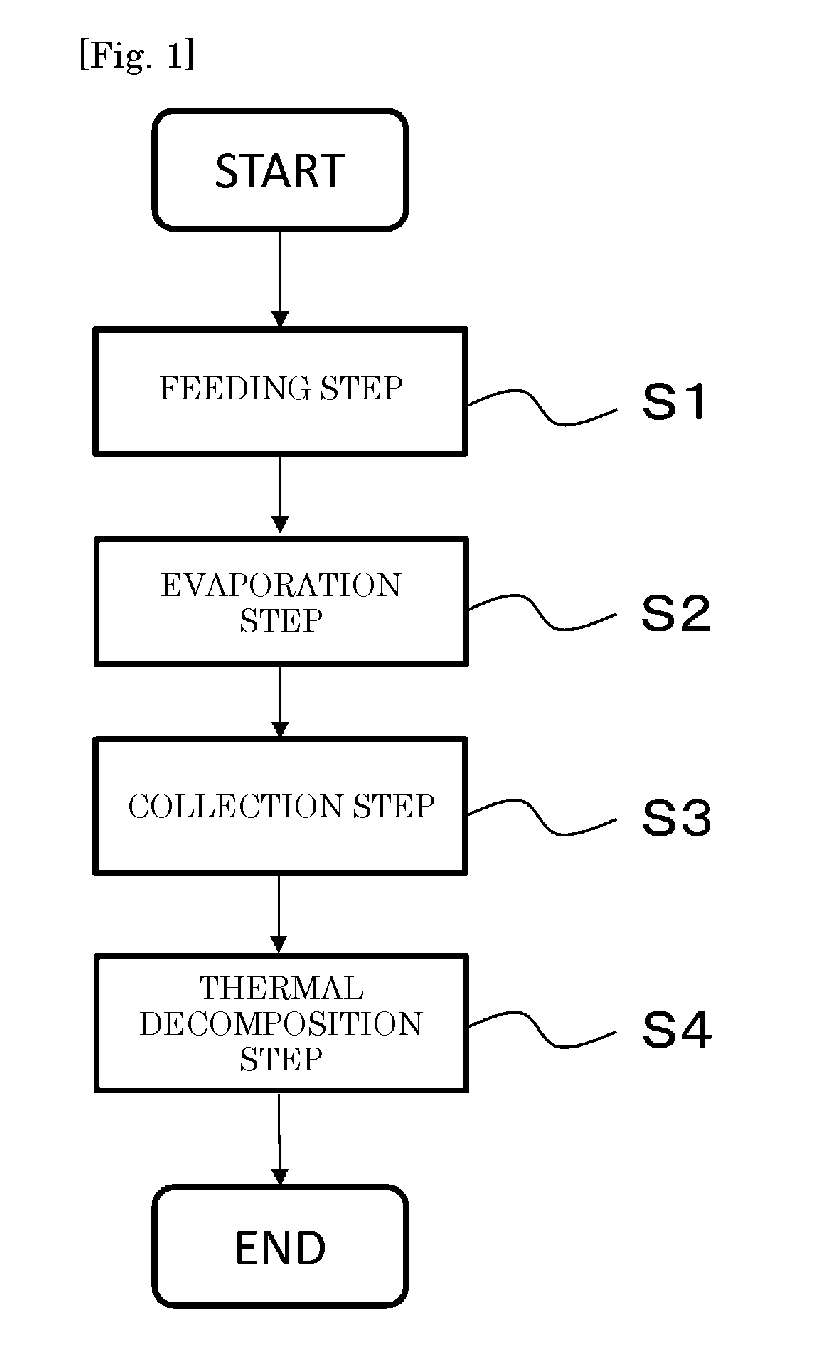 [Fig. 1]
START
FEEDING STEP
S1
EVAPORATION
STEP
S2
COLLECTION STEP
S3
THERMAL
DECOMPOSITION
STEP
S4
END